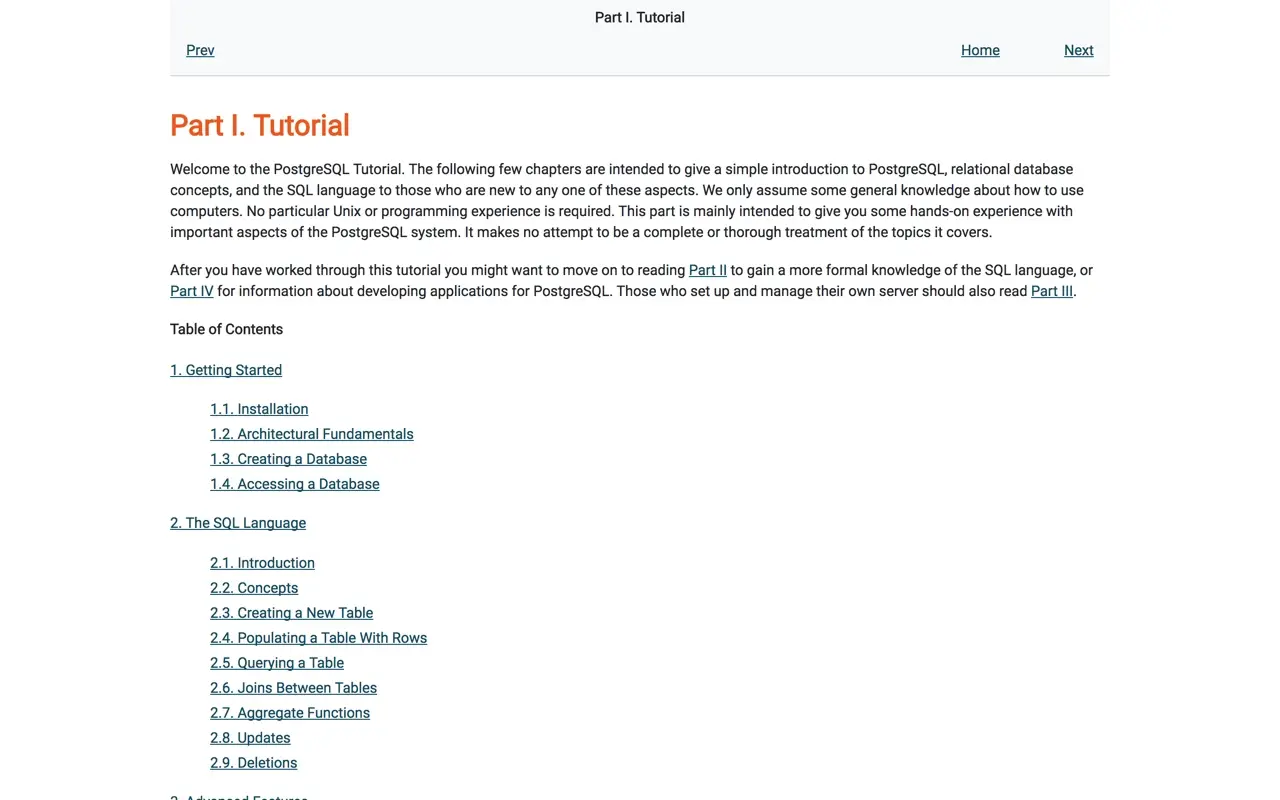 Part I. Tutorial
Prev
Home
Next
Part I. Tutorial
Welcome to the PostgreSQL Tutorial. The following few chapters are intended to give a simple introduction to PostgreSQL, relational database
concepts, and the SQL language to those who are new to any one of these aspects. We only assume some general knowledge about how to use
computers. No particular Unix or programming experience is required. This part is mainly intended to give you some hands-on experience with
important aspects of the PostgreSQL system. It makes no attempt to be a complete or thorough treatment of the topics it covers.
After you have worked through this tutorial you might want to move on to reading Part II to gain a more formal knowledge of the SQL language, or
Part IV for information about developing applications for PostgreSQL. Those who set up and manage their own server should also read Part III.
Table of Contents
1. Getting Started
1.1. Installation
1.2. Architectural Fundamentals
1.3. Creating a Database
1.4. Accessing a Database
2. The SQL Language
2.1. Introduction
2.2. Concepts
2.3. Creating a New Table
2.4. Populating a Table With Rows
2.5. Querying a Table
2.6. Joins Between Tables
2.7. Aggregate Functions
2.8. Updates
2.9. Deletions
3. Advanced Features